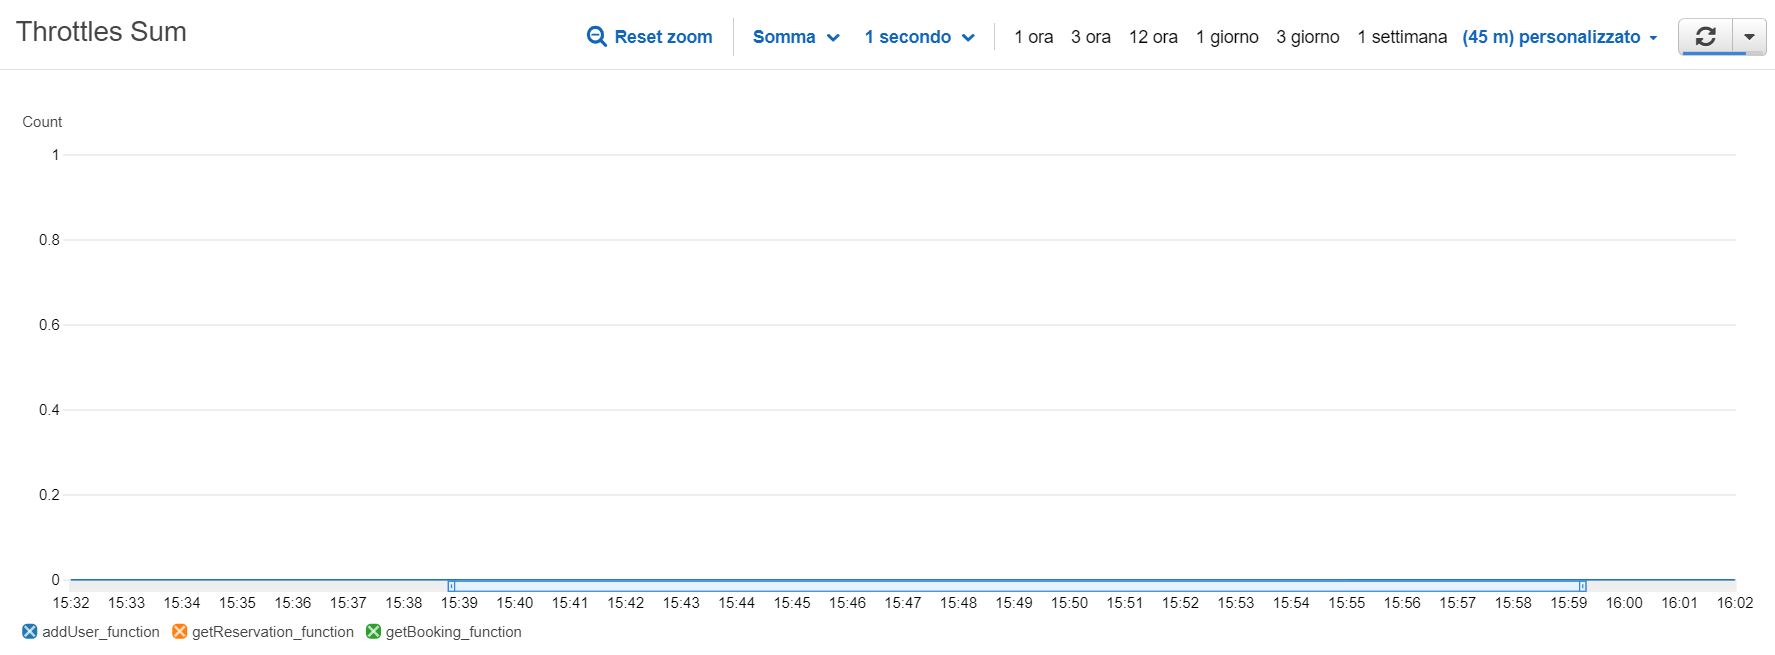 Throttles Sum
Reset zoom Somma 1 secondo 1 ora 3 ora 12 ora 1 giorno 3 giorno 1 settimana (45 m) personalizzato
Count
1
0.8
0.6
0.4
0.2
0
15:32 15:33 15:34 15:35 15:36 15:37 15:38 15:39 15:40 15:41 15:42 15:43 15:44 15:45 15:46 15:47 15:48 15:49 15:50 15:51 15:52 15:53 15:54 15:55 15:56 15:57 15:58 15:59 16:00 16:01 16:02
addUser_function getReservation_function getBooking_function